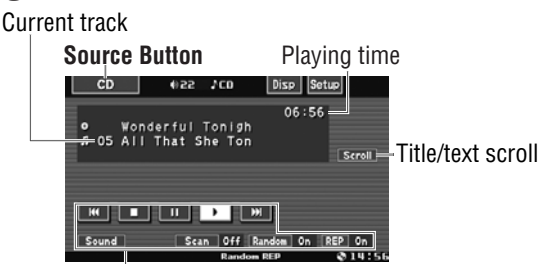 Current track
Source Button Playing time
CD 22 CD Disp Setup
06:56
Wonderful Tonigh
05 All That She Ton
Scroll Title/text scroll
Sound Scan Off Random On REP On
Random REP 14:56